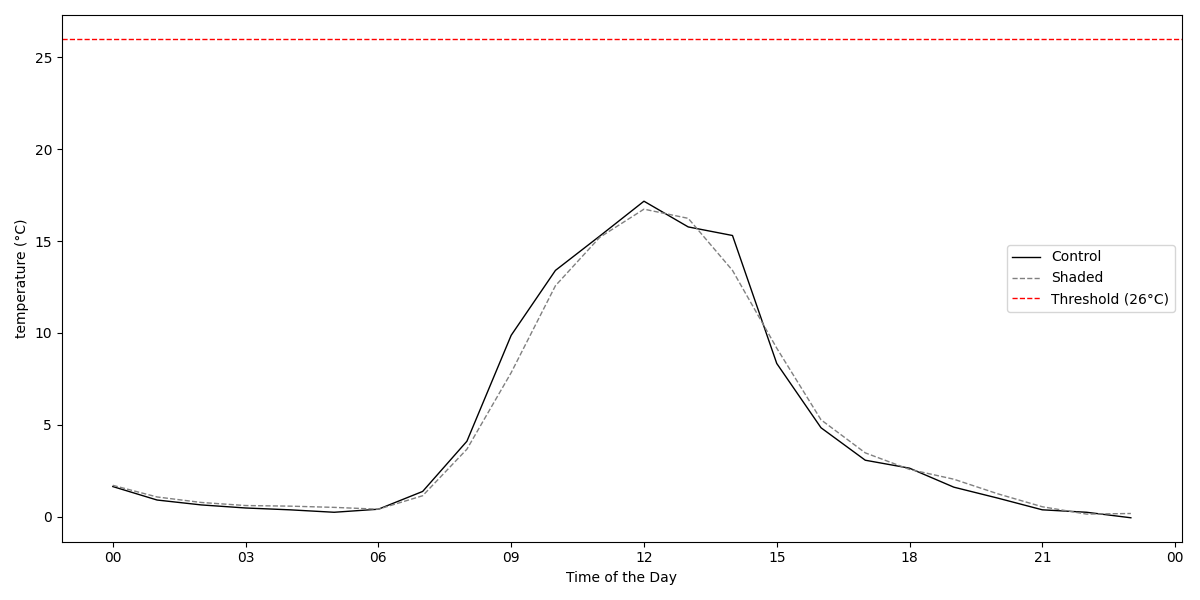 temperature (°C)
25
20
15
10
5
0
00 03 06 09 12 15 18 21 00
Time of the Day
Control
Shaded
Threshold (26°C)